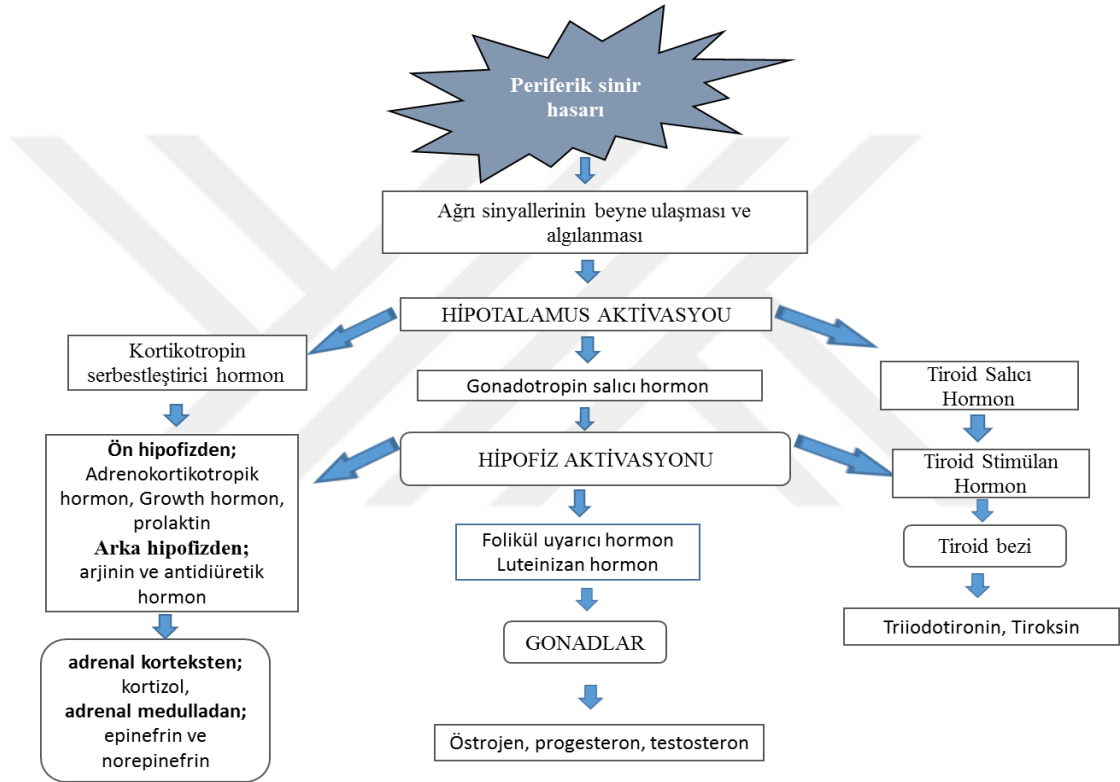 Periferik sinir
hasarı
Ağrı sinyallerinin beyne ulaşması ve
algılanması
HİPOTALAMUS AKTİVASYOU
Kortikotropin
serbestleştirici hormon
Gonadotropin salıcı hormon
Tiroid Salıcı
Hormon
Ön hipofizden;
Adrenokortikotropik
hormon, Growth hormon,
prolaktin
Arka hipofizden;
arjinin ve antidiüretik
hormon
HİPOFİZ AKTİVASYONU
Tiroid Stimülan
Hormon
Folikül uyarıcı hormon
Luteinizan hormon
Tiroid bezi
GONADLAR
Triiodotironin, Tiroksin
adrenal korteksten;
kortizol,
adrenal medulladan;
epinefrin ve
norepinefrin
Östrojen, progesteron, testosteron